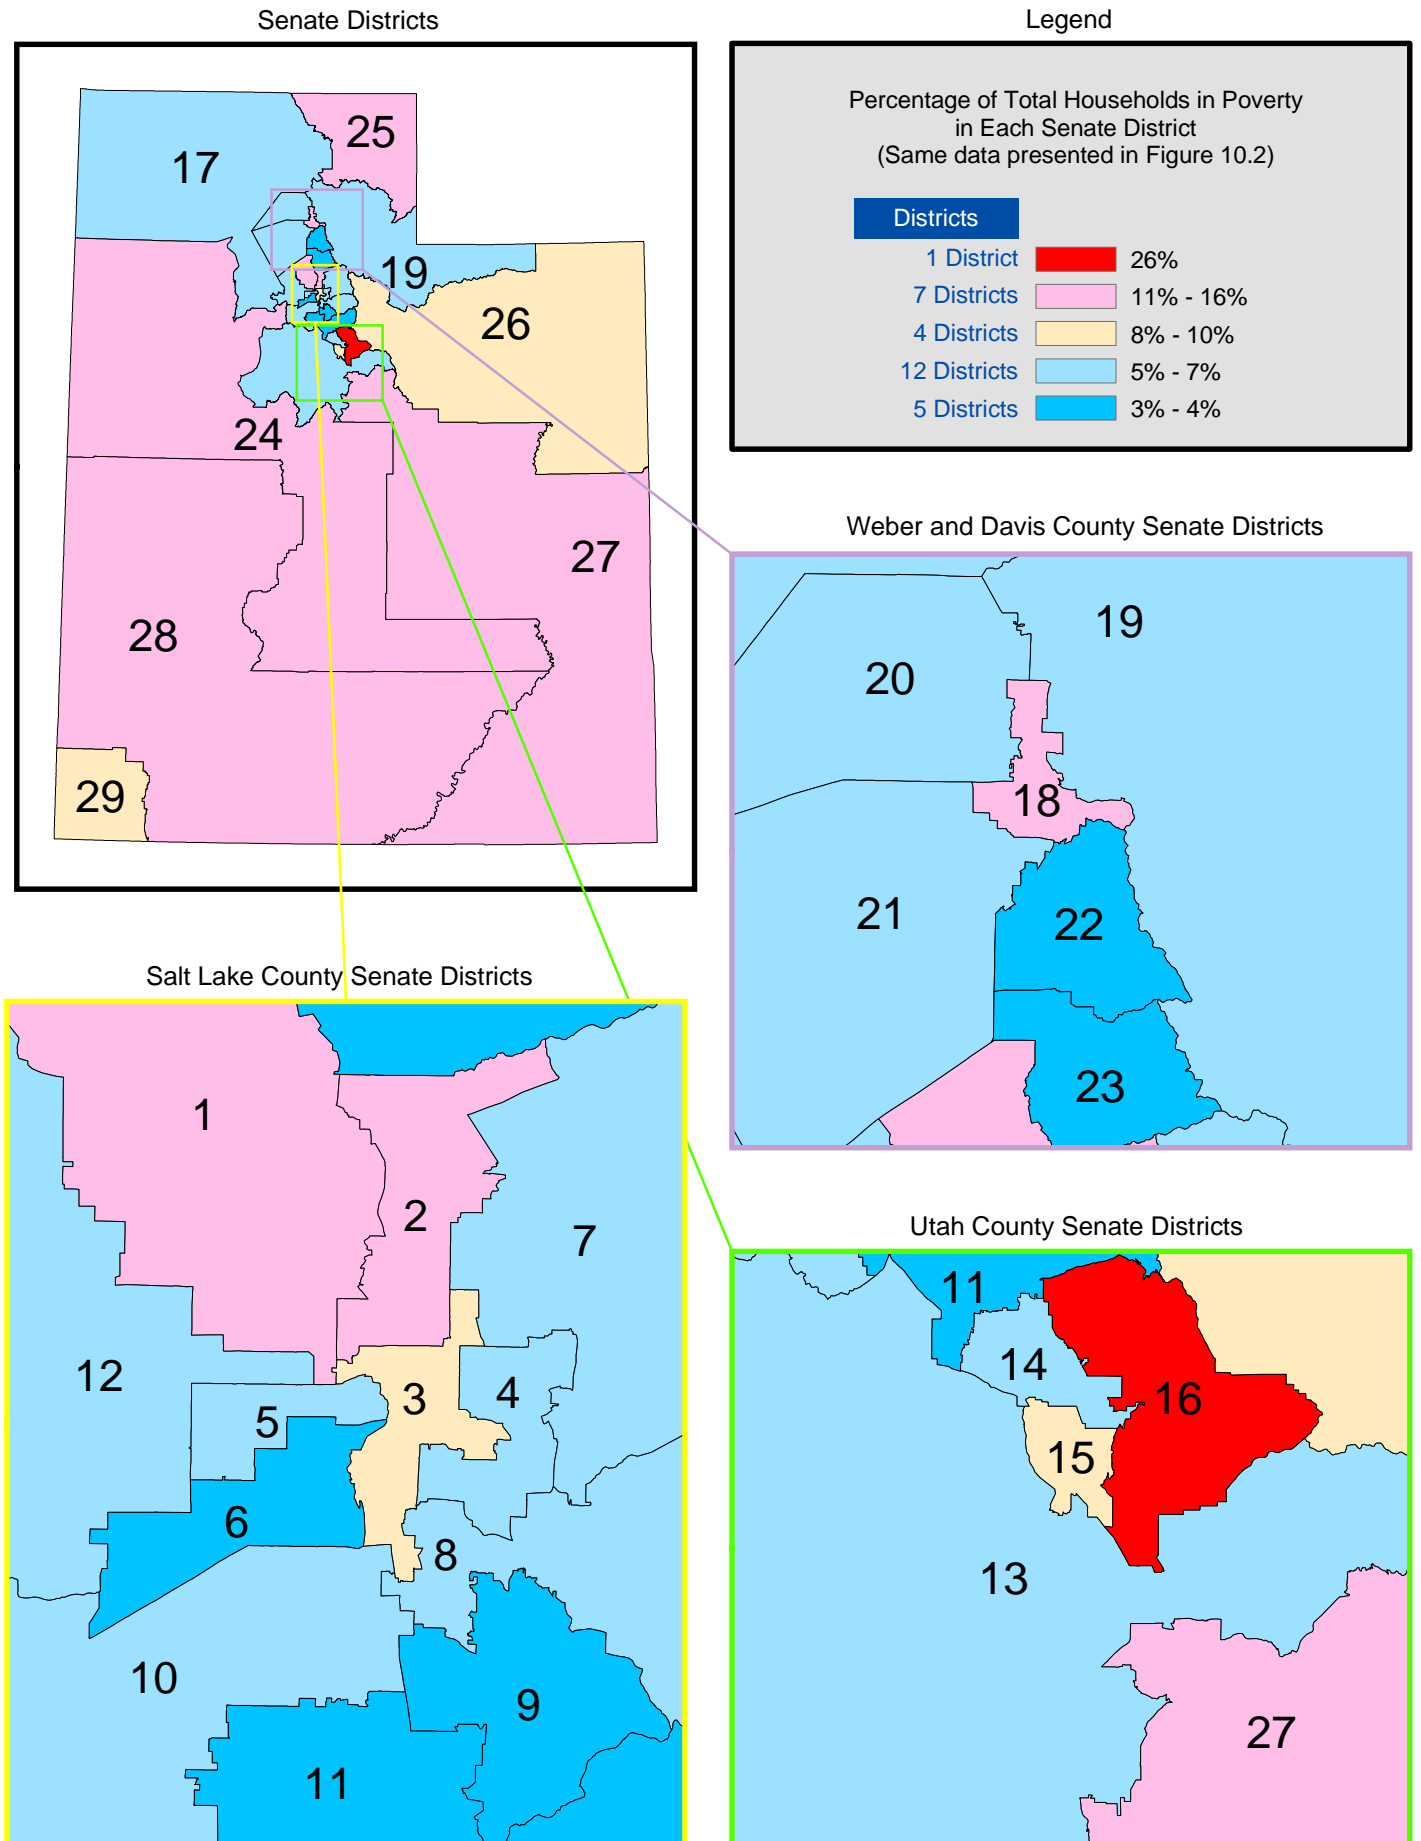 Senate Districts
25
17
19
26
24
27
28
29
Legend
Percentage of Total Households in Poverty
in Each Senate District
(Same data presented in Figure 10.2)
Districts
1 District 26%
7 Districts 11% - 16%
4 Districts 8% - 10%
12 Districts 5% - 7%
5 Districts 3% - 4%
Weber and Davis County Senate Districts
19
20
18
21
22
23
Salt Lake County Senate Districts
1
2
7
12
3
4
5
6
8
10
9
11
Utah County Senate Districts
11
14
16
15
13
27